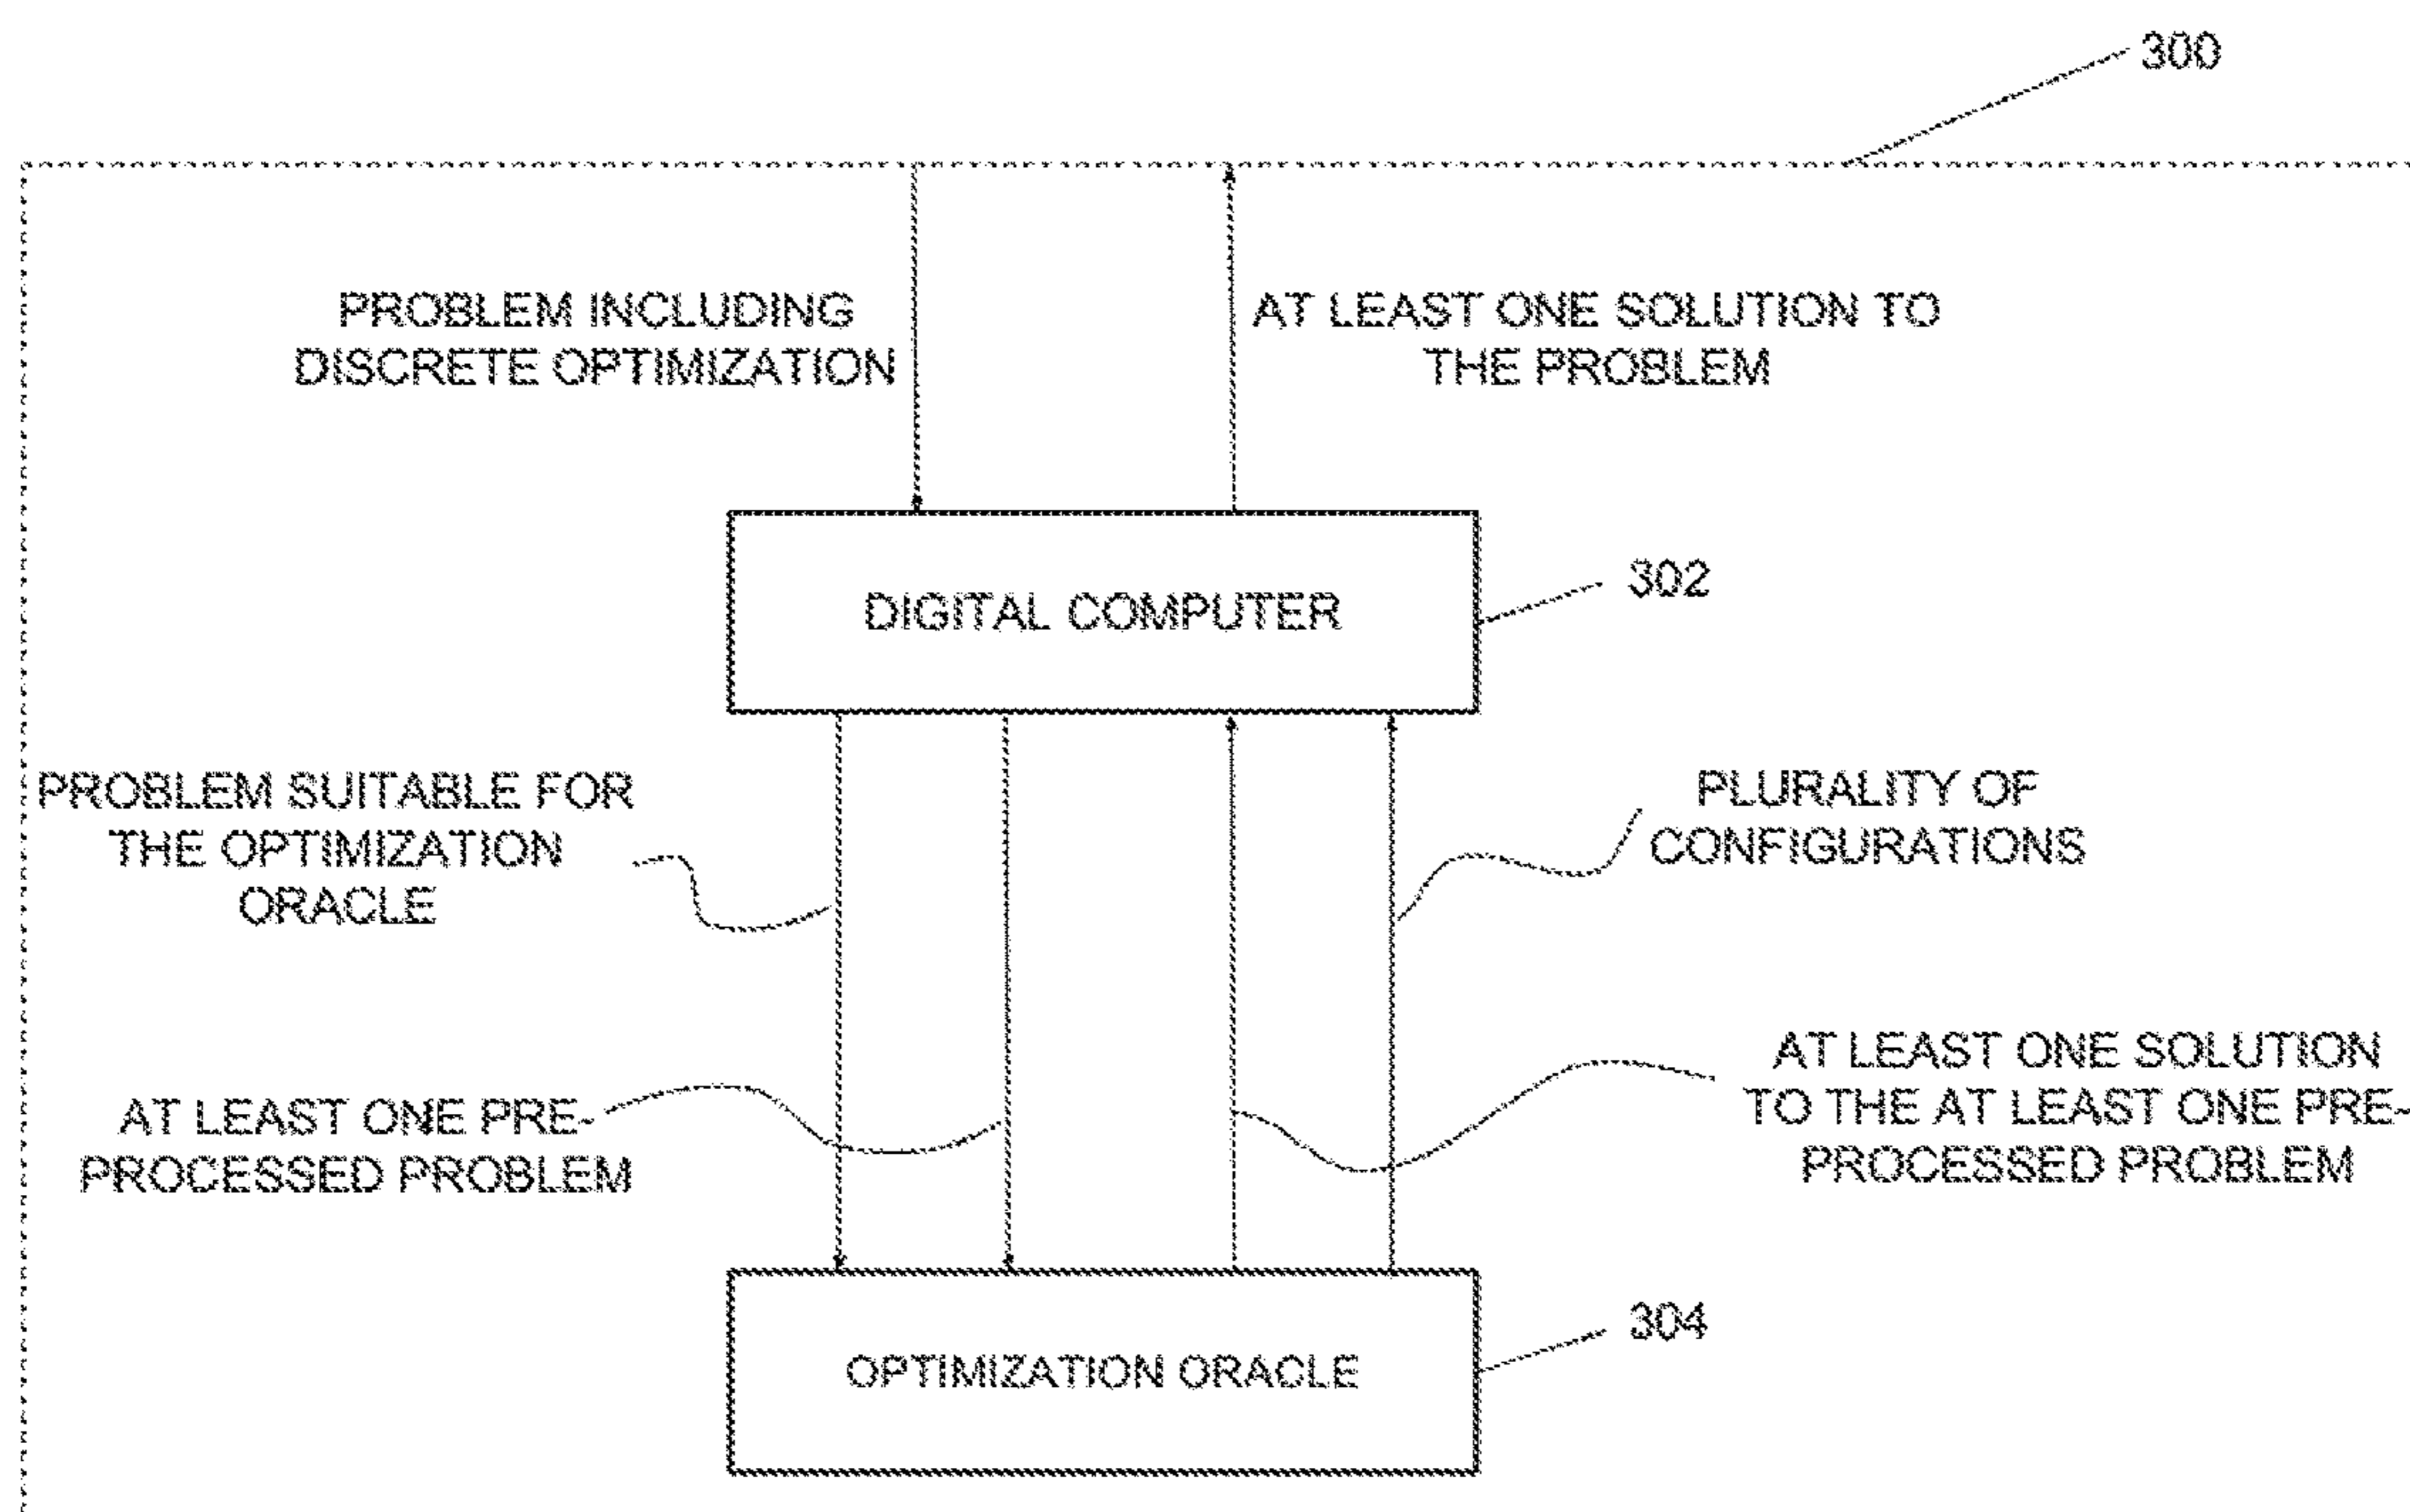 300
PROBLEM INCLUDING
DISCRETE OPTIMIZATION
AT LEAST ONE SOLUTION TO
THE PROBLEM
DIGITAL COMPUTER
302
PROBLEM SUITABLE FOR
THE OPTIMIZATION
ORACLE
PLURALITY OF
CONFIGURATIONS
AT LEAST ONE PRE-
PROCESSED PROBLEM
AT LEAST ONE SOLUTION
TO THE AT LEAST ONE PRE-
PROCESSED PROBLEM
OPTIMIZATION ORACLE
304